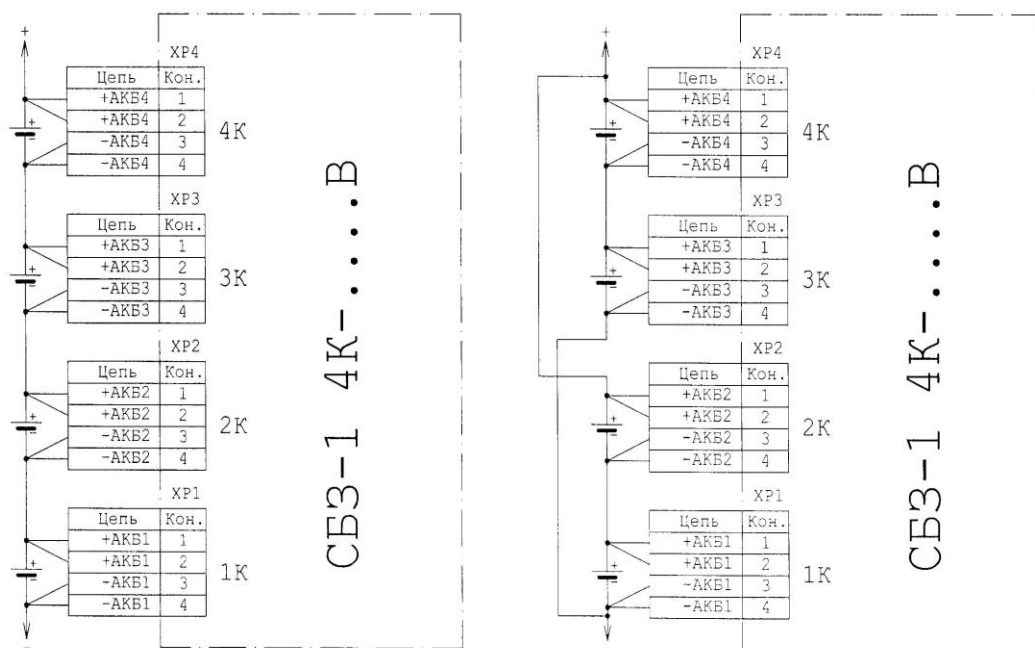 +
XP4
Цепь Кон.
+АКБ4 1
+АКБ4 2
-АКБ4 3
-АКБ4 4
4К
+
-
XP3
Цепь Кон.
+АКБ3 1
+АКБ3 2
-АКБ3 3
-АКБ3 4
3К
+
-
XP2
Цепь Кон.
+АКБ2 1
+АКБ2 2
-АКБ2 3
-АКБ2 4
2К
+
-
XP1
Цепь Кон.
+АКБ1 1
+АКБ1 2
-АКБ1 3
-АКБ1 4
1К
+
-
-
СБЗ-1 4К-.....В
+
XP4
Цепь Кон.
+АКБ4 1
+АКБ4 2
-АКБ4 3
-АКБ4 4
4К
+
-
XP3
Цепь Кон.
+АКБ3 1
+АКБ3 2
-АКБ3 3
-АКБ3 4
3К
+
-
XP2
Цепь Кон.
+АКБ2 1
+АКБ2 2
-АКБ2 3
-АКБ2 4
2К
+
-
XP1
Цепь Кон.
+АКБ1 1
+АКБ1 2
-АКБ1 3
-АКБ1 4
1К
+
-
СБЗ-1 4К-.....В